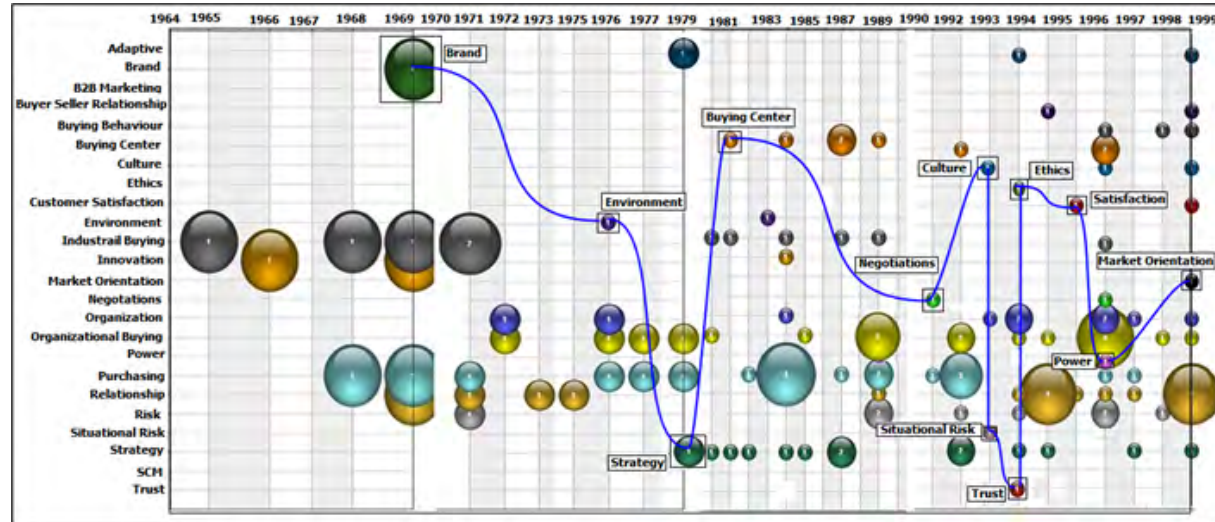 1964 1965 1966 1967 1968 1969 1970 1971 1972 1973 1975 1976 1977 1979 1981 1983 1985 1987 1989 1990 1992 1993 1994 1995 1996 1997 1998 1999
Adaptive
Brand
B2B Marketing
Buyer Seller Relationship
Buying Behaviour
Buying Center
Culture
Ethics
Customer Satisfaction
Environment
Industrail Buying
Innovation
Market Orientation
Negotations
Organization
Organizational Buying
Power
Purchasing
Relationship
Risk
Situational Risk
Strategy
SCM
Trust
Brand
Environment
Strategy
Buying Center
Negotiations
Culture
Situational Risk
Trust
Ethics
Satisfaction
Power
Market Orientation